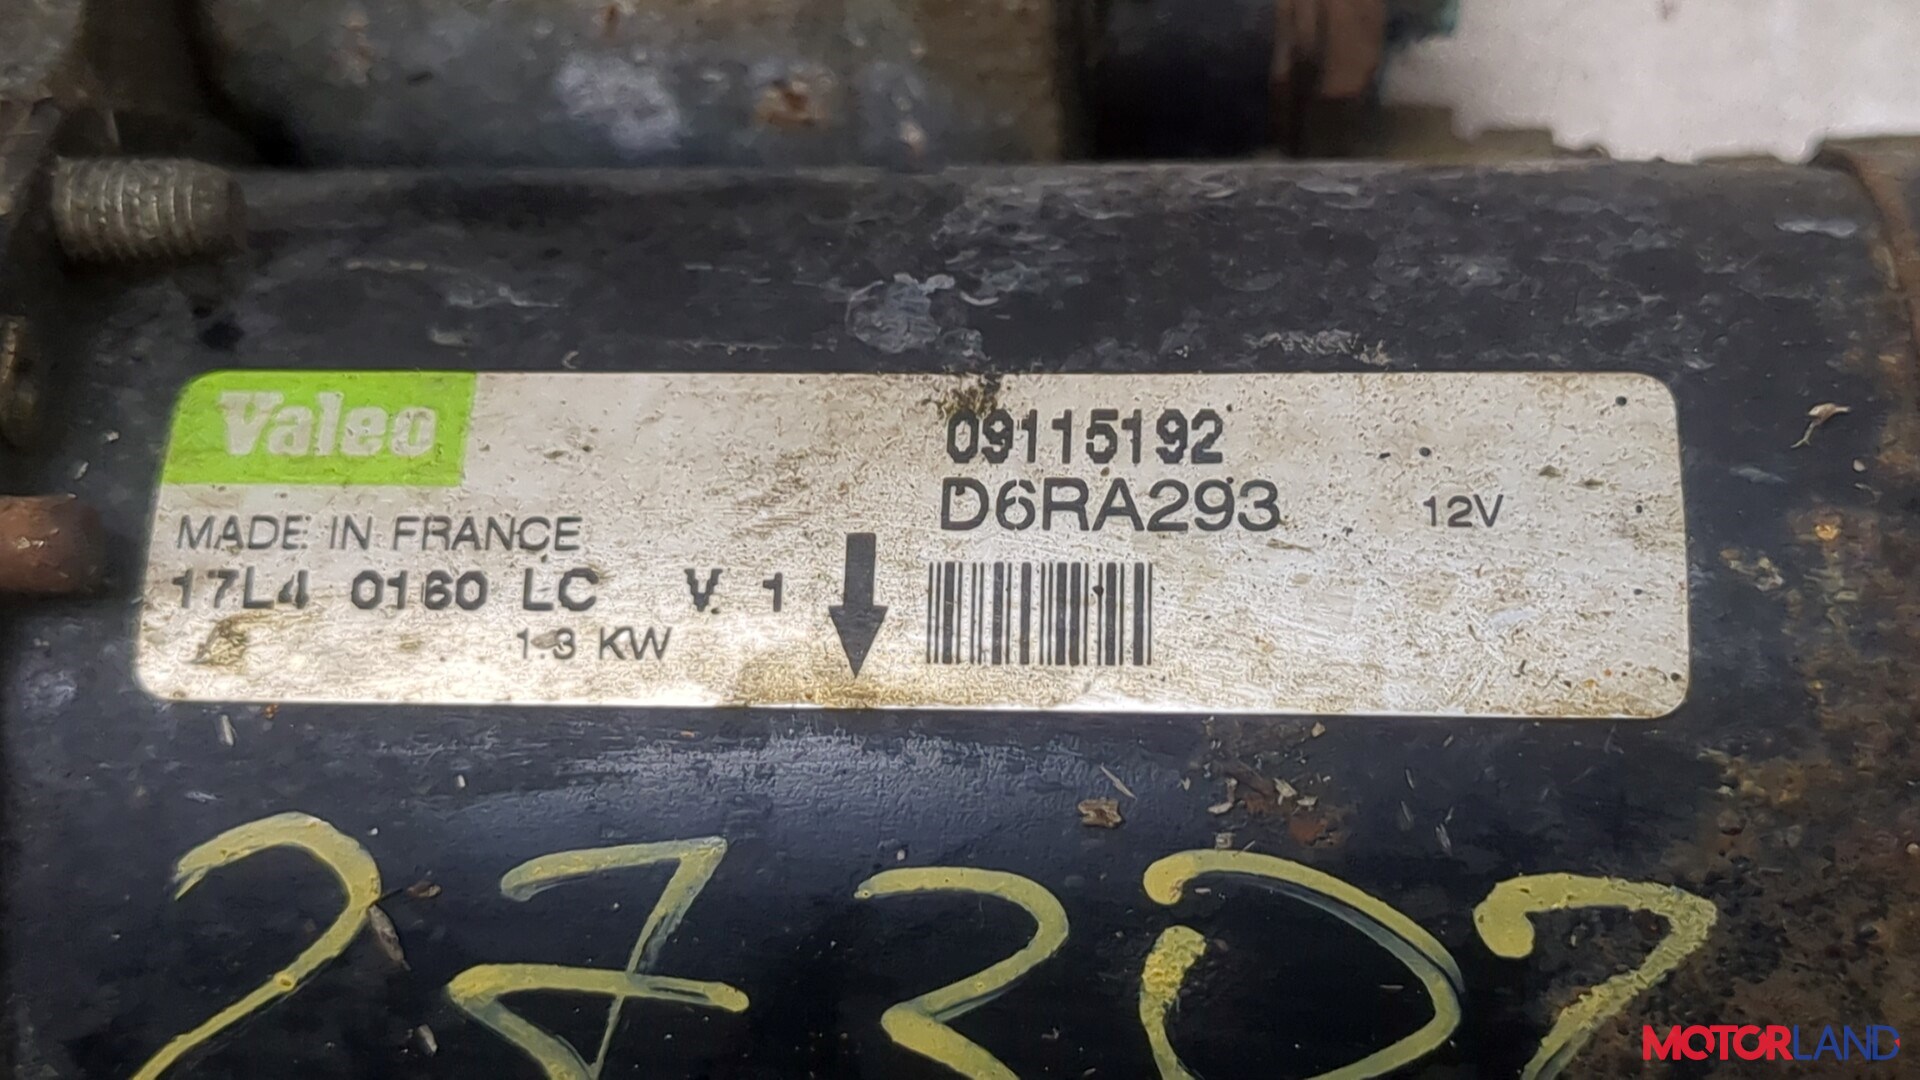 Valeo
09115192
D6RA293
12V
MADE IN FRANCE
17L4 0160 LC V 1
1.3 KW
MOTORLAND